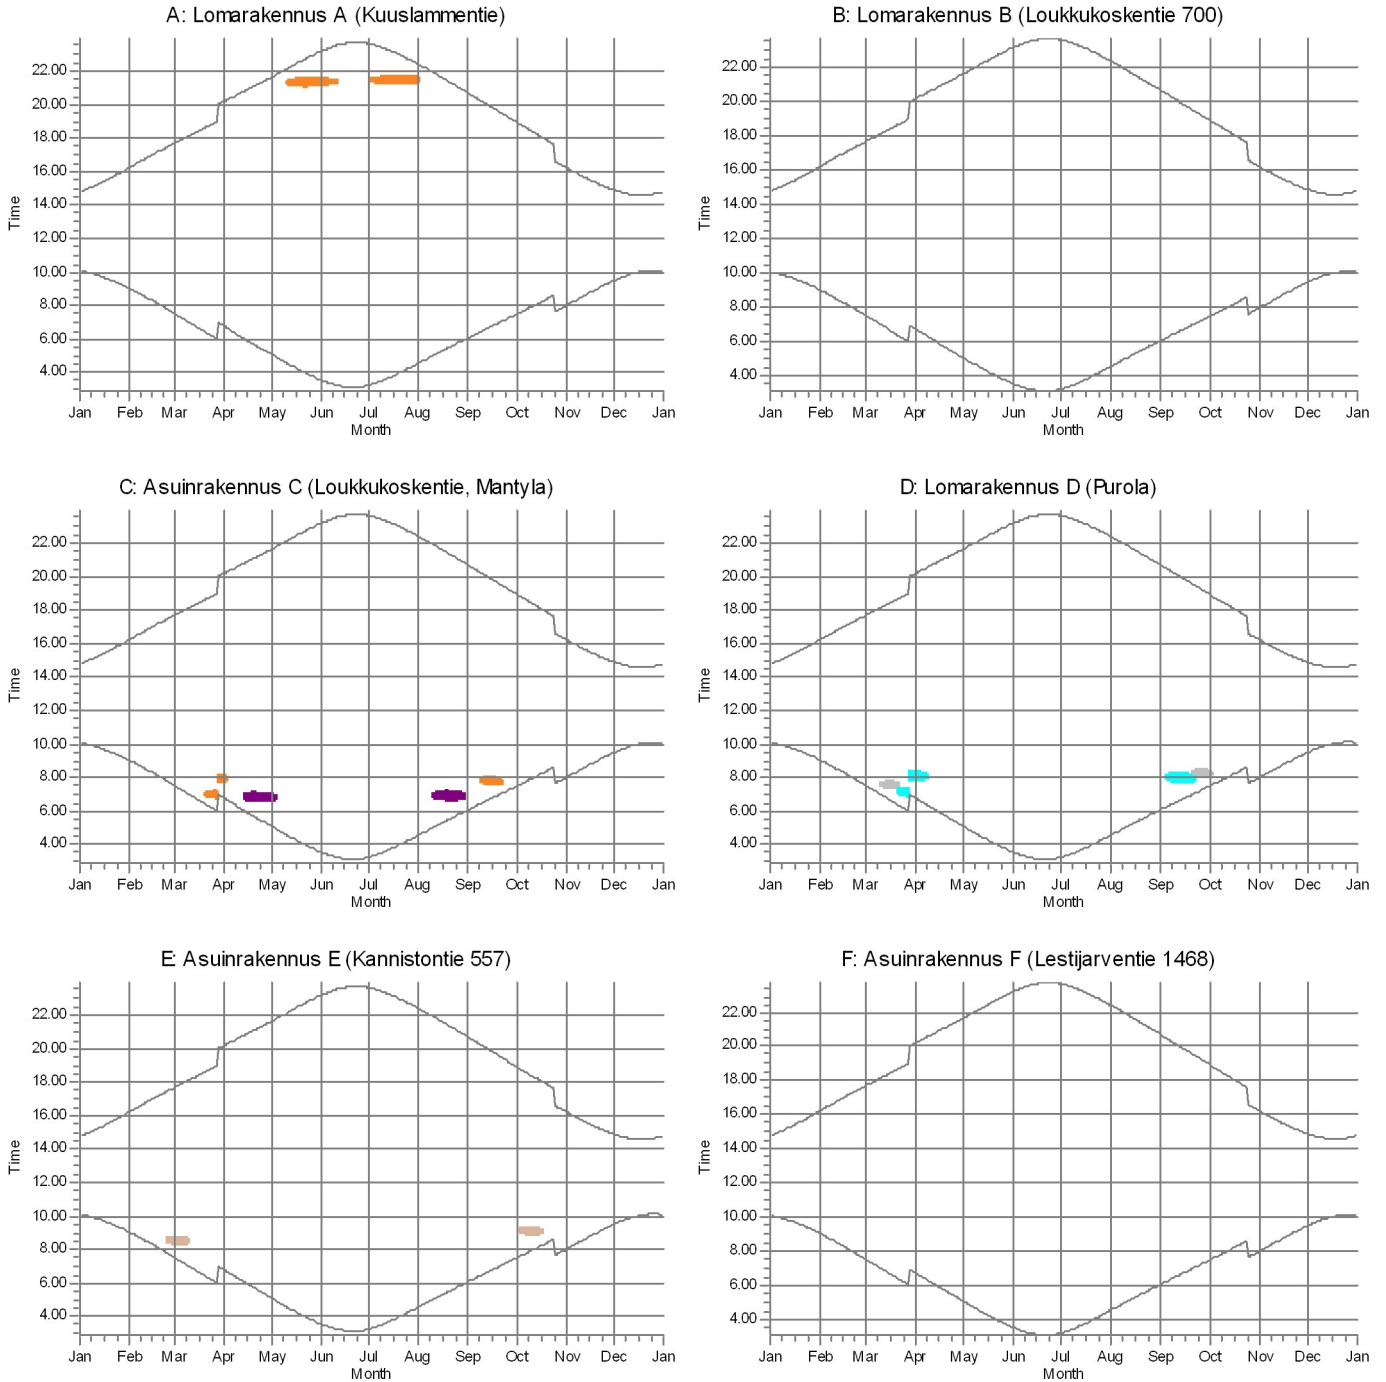 A: Lomarakennus A (Kuuslammentie)
22.00
20.00
18.00
16.00
14.00
12.00
10.00
8.00
6.00
4.00
Time
Jan Feb Mar Apr May Jun Jul Aug Sep Oct Nov Dec Jan
Month
B: Lomarakennus B (Loukkukoskentie 700)
22.00
20.00
18.00
16.00
14.00
12.00
10.00
8.00
6.00
4.00
Time
Jan Feb Mar Apr May Jun Jul Aug Sep Oct Nov Dec Jan
Month
C: Asuinrakennus C (Loukkukoskentie, Mantyla)
22.00
20.00
18.00
16.00
14.00
12.00
10.00
8.00
6.00
4.00
Time
Jan Feb Mar Apr May Jun Jul Aug Sep Oct Nov Dec Jan
Month
D: Lomarakennus D (Purola)
22.00
20.00
18.00
16.00
14.00
12.00
10.00
8.00
6.00
4.00
Time
Jan Feb Mar Apr May Jun Jul Aug Sep Oct Nov Dec Jan
Month
E: Asuinrakennus E (Kannistontie 557)
22.00
20.00
18.00
16.00
14.00
12.00
10.00
8.00
6.00
4.00
Time
Jan Feb Mar Apr May Jun Jul Aug Sep Oct Nov Dec Jan
Month
F: Asuinrakennus F (Lestijarventie 1468)
22.00
20.00
18.00
16.00
14.00
12.00
10.00
8.00
6.00
4.00
Time
Jan Feb Mar Apr May Jun Jul Aug Sep Oct Nov Dec Jan
Month